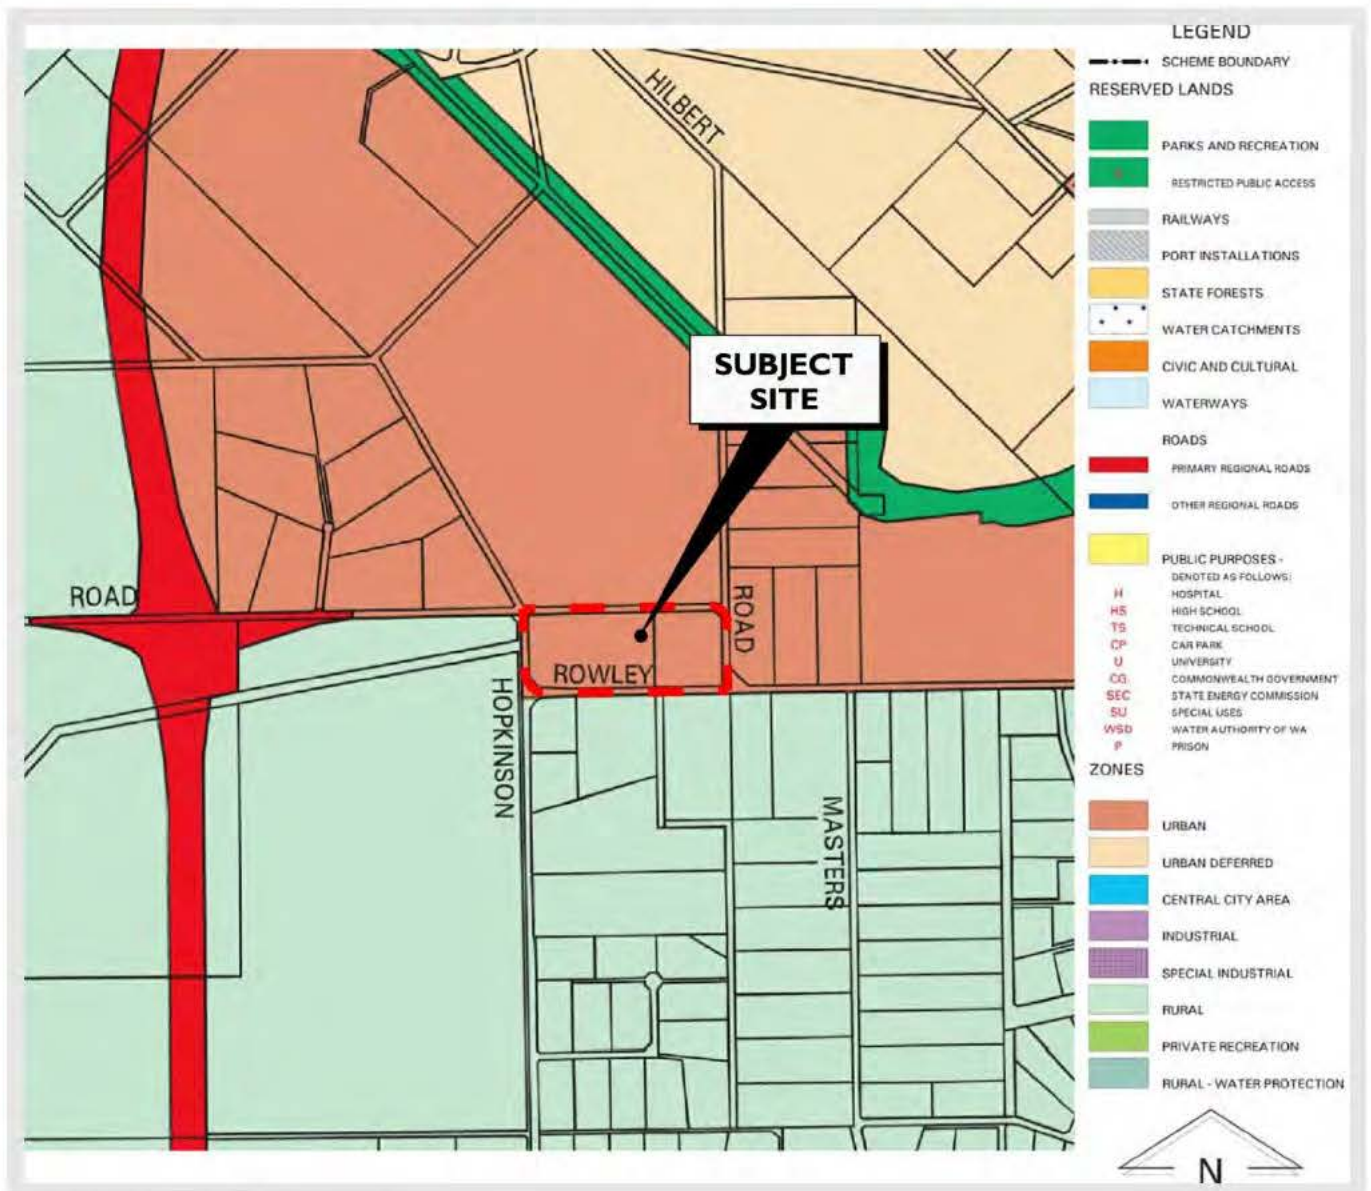 HILBERT
SUBJECT
SITE
ROAD
ROAD
ROWLEY
HOPKINSON
MASTERS
LEGEND
SCHEME BOUNDARY
RESERVED LANDS
PARKS AND RECREATION
RESTRICTED PUBLIC ACCESS
RAILWAYS
PORT INSTALLATIONS
STATE FORESTS
WATER CATCHMENTS
CIVIC AND CULTURAL
WATERWAYS
ROADS
PRIMARY REGIONAL ROADS
OTHER REGIONAL ROADS
PUBLIC PURPOSES -
DENOTED AS FOLLOWS:
H HOSPITAL
HS HIGH SCHOOL
TS TECHNICAL SCHOOL
CP CAR PARK
U UNIVERSITY
CG COMMONWEALTH GOVERNMENT
SEC STATE ENERGY COMMISSION
SU SPECIAL USES
WSD WATER AUTHORITY OF WA
P PRISON
ZONES
URBAN
URBAN DEFERRED
CENTRAL CITY AREA
INDUSTRIAL
SPECIAL INDUSTRIAL
RURAL
PRIVATE RECREATION
RURAL - WATER PROTECTION
N